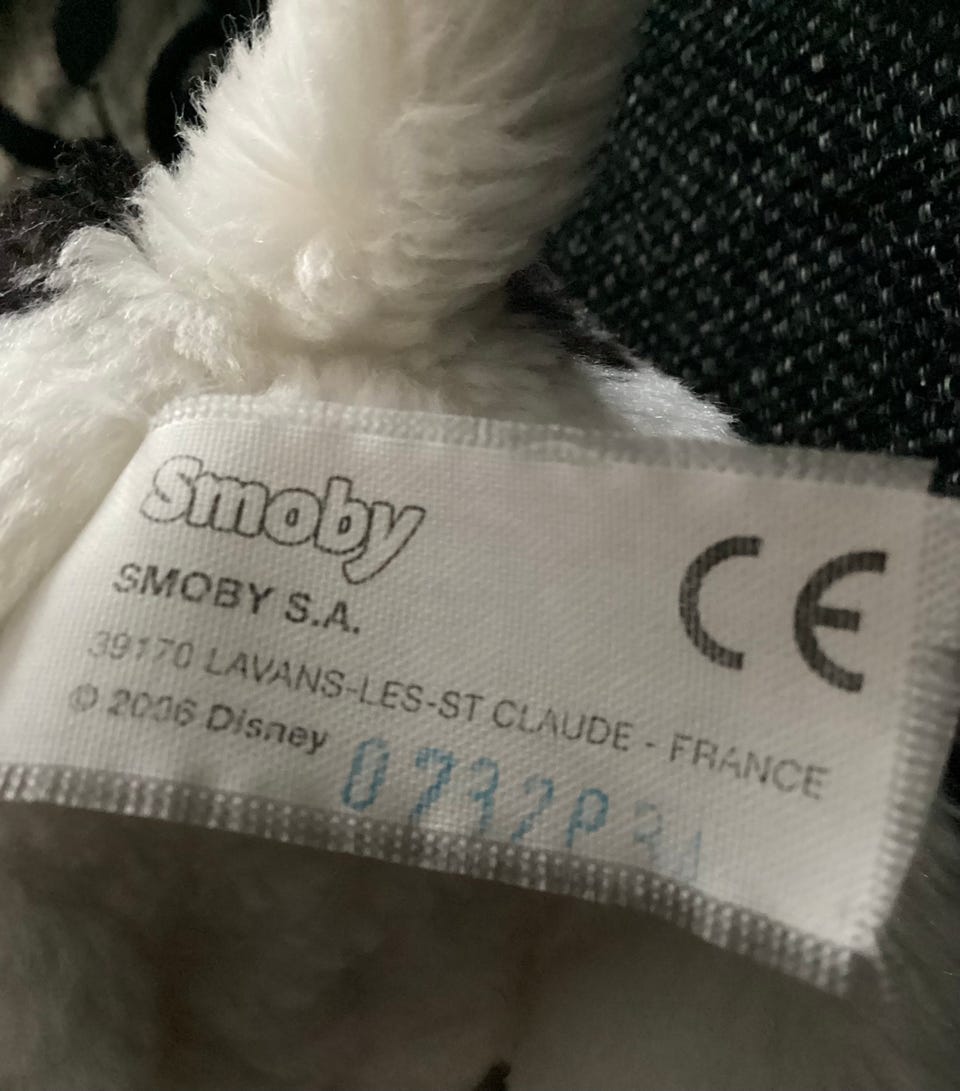 Smoby
CE
SMOBY S.A.
39170 LAVANS-LES-ST CLAUDE - FRANCE
© 2006 Disney